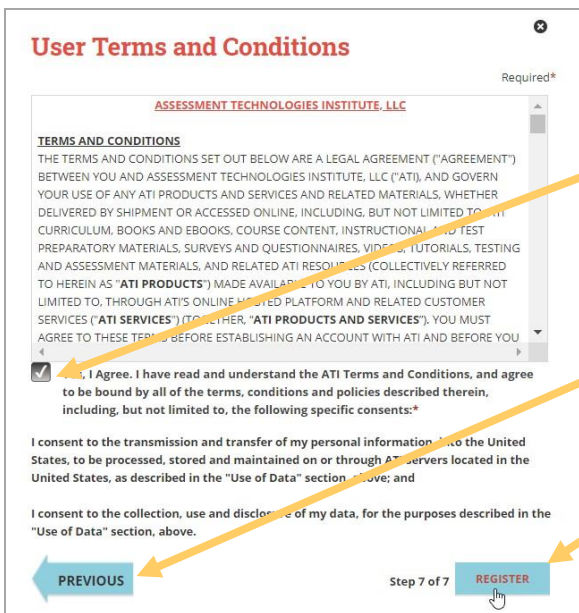 User Terms and Conditions
Required*
ASSESSMENT TECHNOLOGIES INSTITUTE, LLC
TERMS AND CONDITIONS
THE TERMS AND CONDITIONS SET OUT BELOW ARE A LEGAL AGREEMENT ("AGREEMENT")
BETWEEN YOU AND ASSESSMENT TECHNOLOGIES INSTITUTE, LLC ("ATI), AND GOVERN
YOUR USE OF ANY ATI PRODUCTS AND SERVICES AND RELATED MATERIALS, WHETHER
DELIVERED BY SHIPMENT OR ACCESSED ONLINE, INCLUDING, BUT NOT LIMITED TO ATI
CURRICULUM, BOOKS AND EBOOKS, COURSE CONTENT, INSTRUCTIONAL AND TEST
PREPARATORY MATERIALS, SURVEYS AND QUESTIONNAIRES, VIDEOS, TUTORIALS, TESTING
AND ASSESSMENT MATERIALS, AND RELATED ATI RESOURCES (COLLECTIVELY REFERRED
TO HEREIN AS "ATI PRODUCTS") MADE AVAILABLE TO YOU BY ATI, INCLUDING BUT NOT
LIMITED TO, THROUGH ATI'S ONLINE HOSTED PLATFORM AND RELATED CUSTOMER
SERVICES ("ATI SERVICES") (TOGETHER, "ATI PRODUCTS AND SERVICES"). YOU MUST
AGREE TO THESE TERMS BEFORE ESTABLISHING AN ACCOUNT WITH ATI AND BEFORE YOU
Yes, I Agree. I have read and understand the ATI Terms and Conditions, and agree
to be bound by all of the terms, conditions and policies described therein,
including, but not limited to, the following specific consents:*
I consent to the transmission and transfer of my personal information, into the United
States, to be processed, stored and maintained on or through ATI servers located in the
United States, as described in the "Use of Data" section, above; and
I consent to the collection, use and disclosure of my data, for the purposes described in the
"Use of Data" section, above.
PREVIOUS
Step 7 of 7
REGISTER